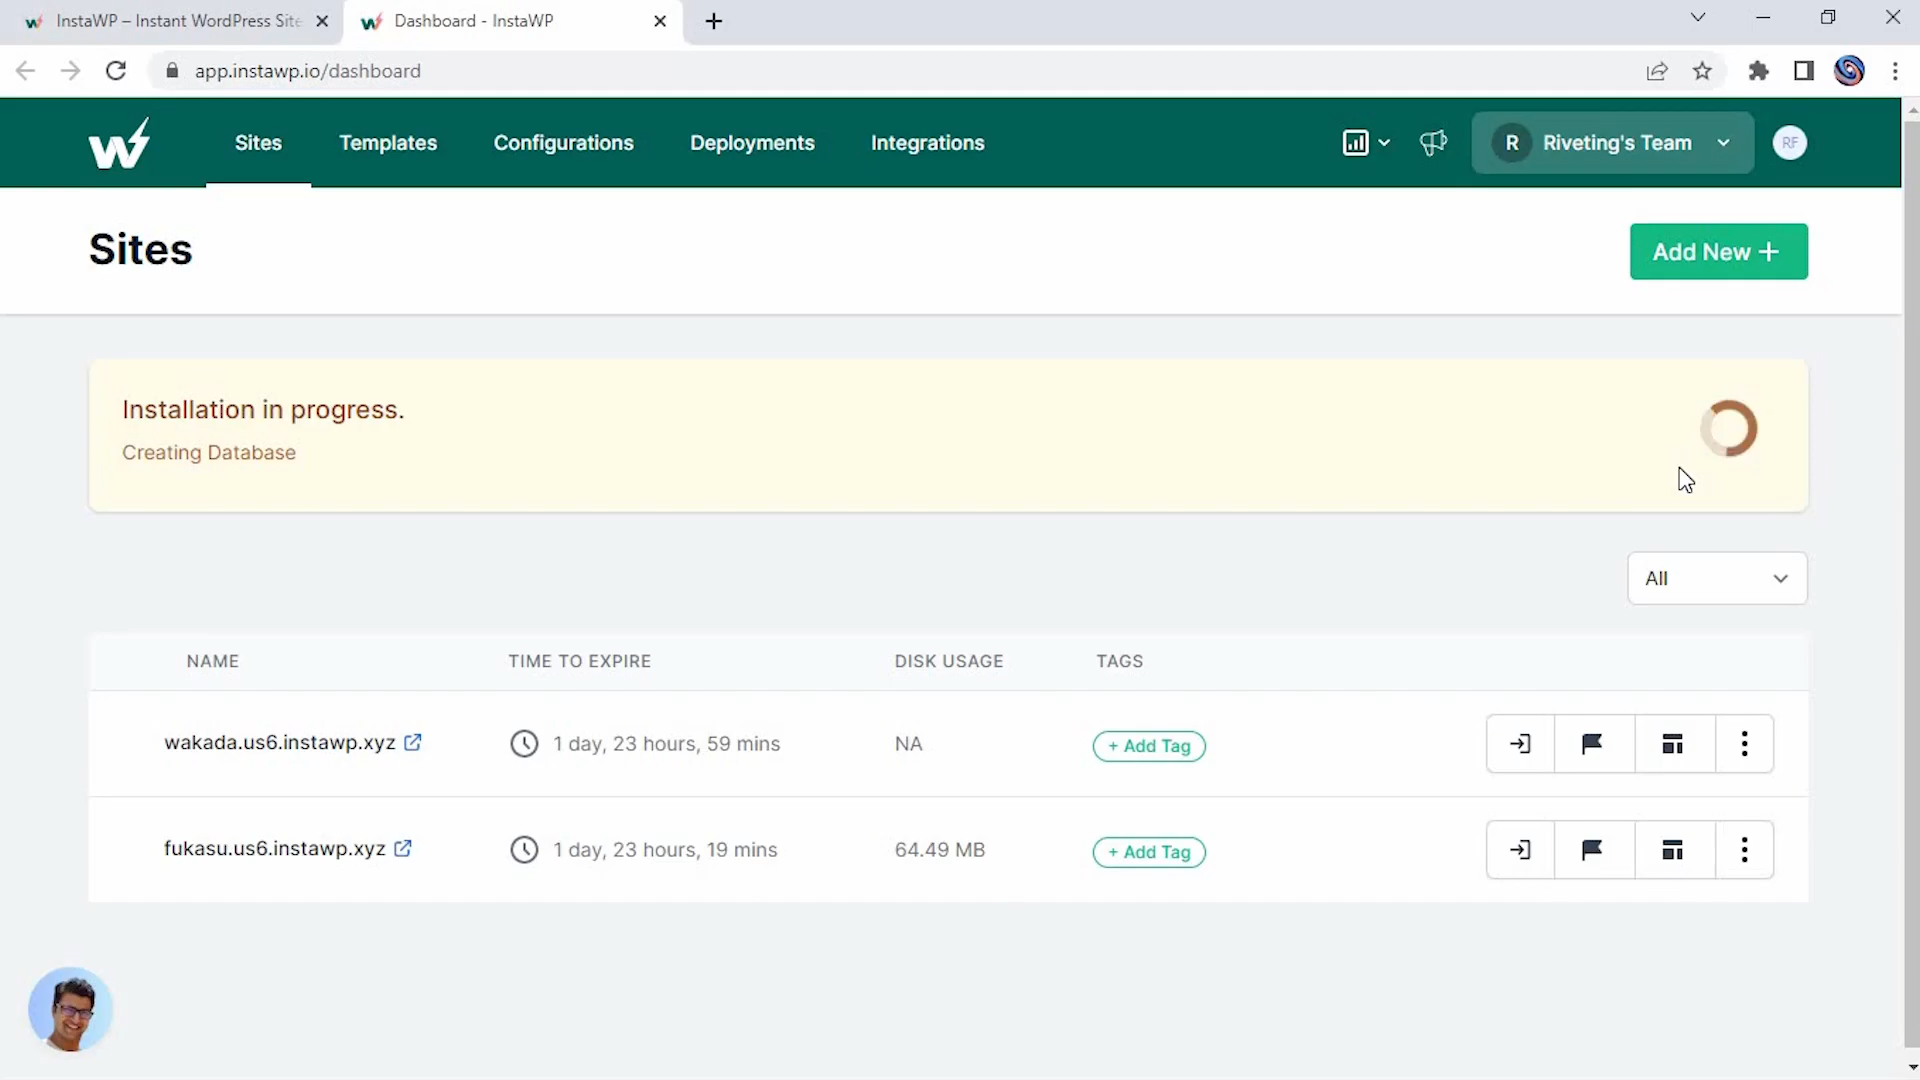 InstaWP – Instant WordPress Site
Dashboard - InstaWP
app.instawp.io/dashboard
Sites
Templates
Configurations
Deployments
Integrations
R
Riveting's Team
RF
Sites
Add New +
Installation in progress.
Creating Database
All
NAME
TIME TO EXPIRE
DISK USAGE
TAGS
wakada.us6.instawp.xyz
1 day, 23 hours, 59 mins
NA
+ Add Tag
fukasu.us6.instawp.xyz
1 day, 23 hours, 19 mins
64.49 MB
+ Add Tag